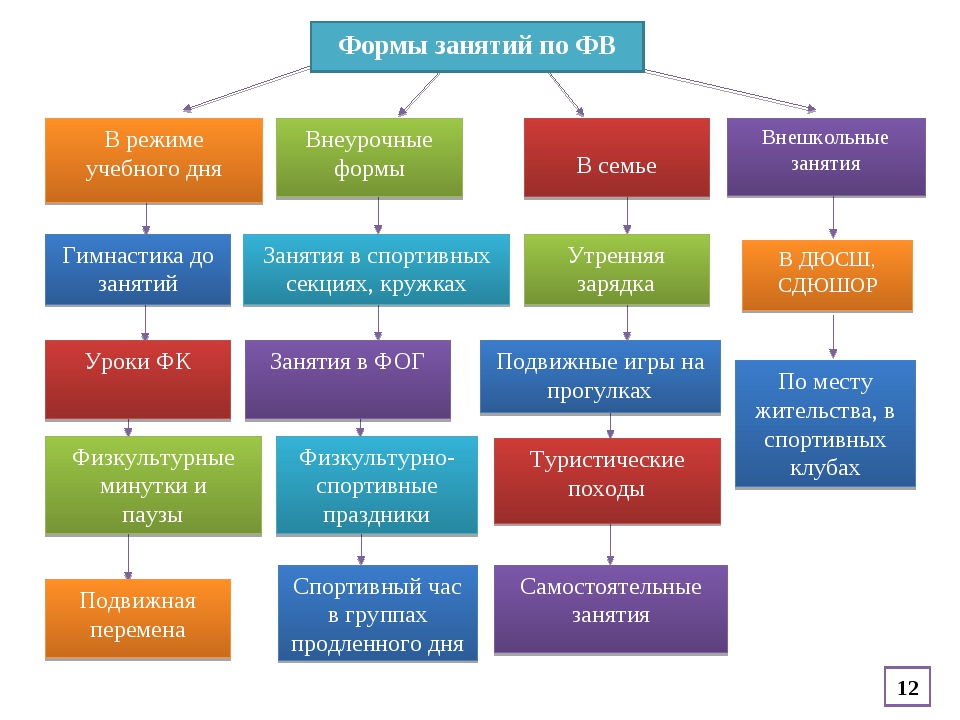 Формы занятий по ФВ
В режиме
учебного дня
Внеурочные
формы
В семье
Внешкольные
занятия
Гимнастика до
занятий
Занятия в спортивных
секциях, кружках
Утренняя
зарядка
В ДЮСШ,
СДЮШОР
Уроки ФК
Занятия в ФОГ
Подвижные игры на
прогулках
По месту
жительства, в
спортивных
клубах
Физкультурные
минутки и
паузы
Физкультурно-
спортивные
праздники
Туристические
походы
Подвижная
перемена
Спортивный час
в группах
продленного дня
Самостоятельные
занятия
12